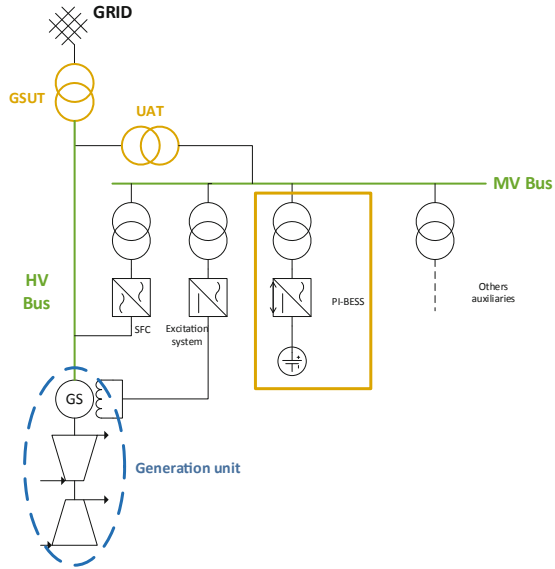 GRID
GSUT
UAT
MV Bus
HV
Bus
SFC
Excitation
system
PI-BESS
Others
auxiliaries
GS
Generation unit